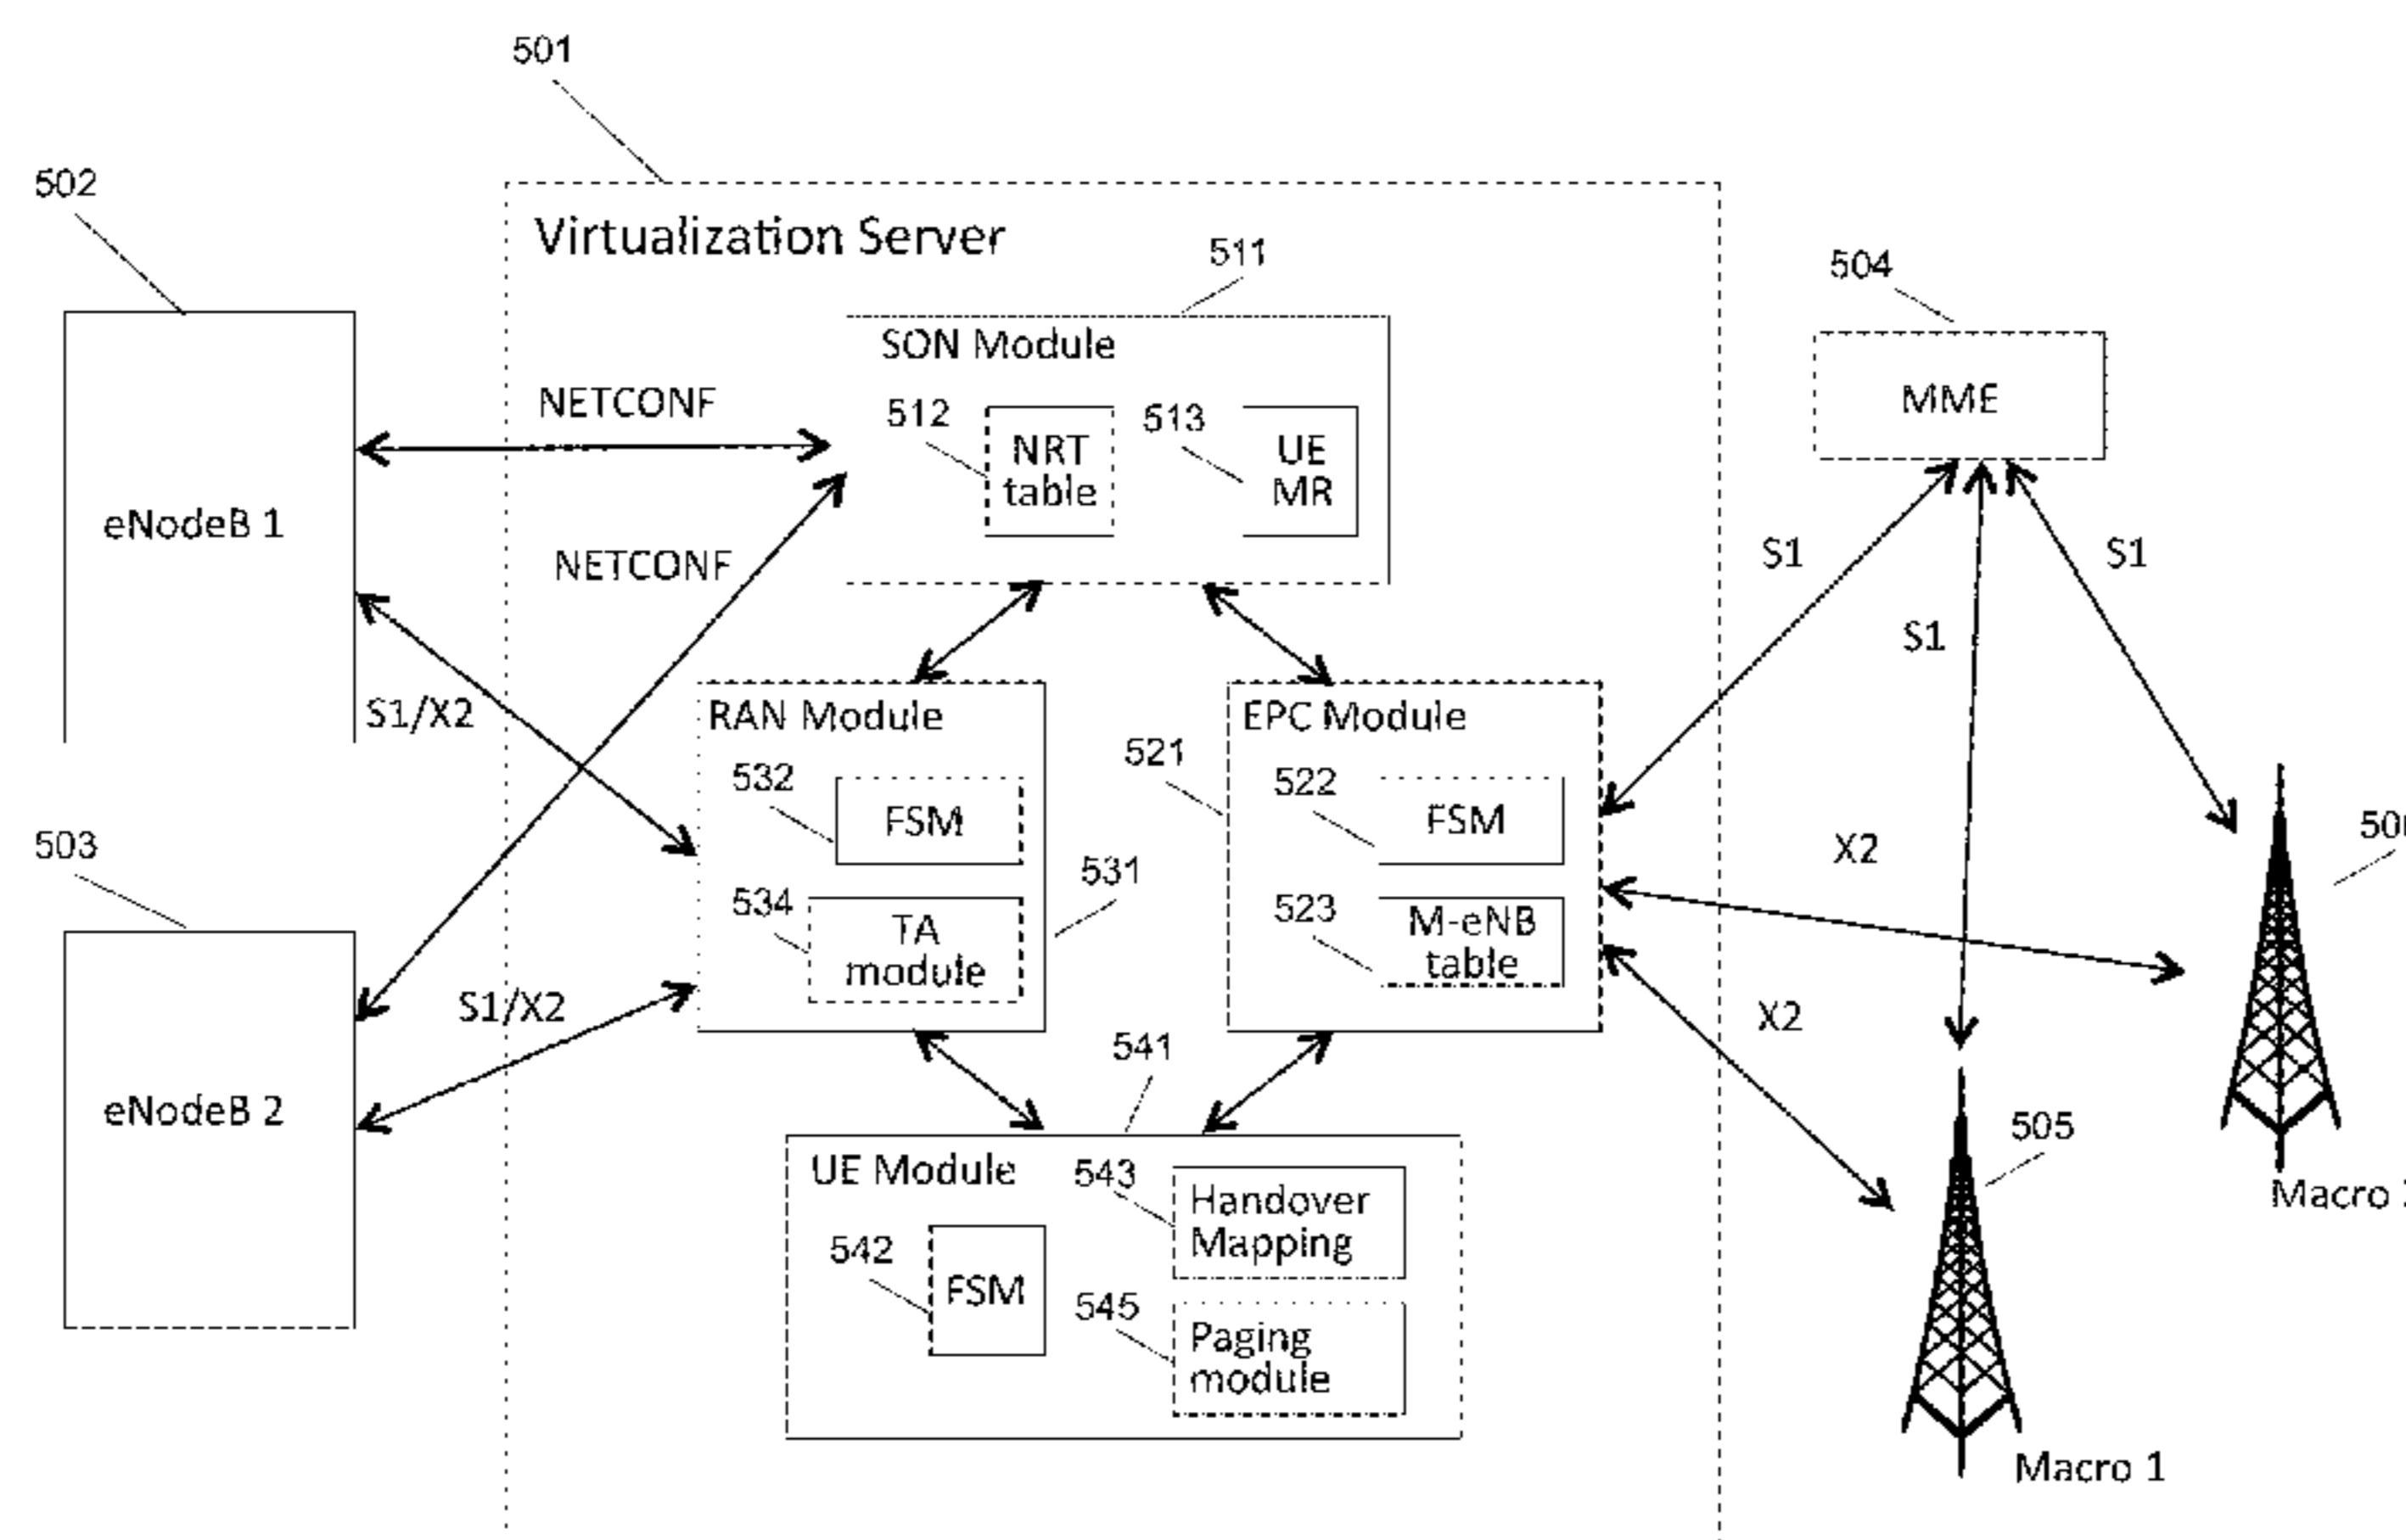 501
502
Virtualization Server
511
504
SON Module
MME
NETCONF
512
513
NRT
table
UE
MR
eNodeB 1
NETCONF
S1
S1
S1
S1/X2
RAN Module
EPC Module
521
532
FSM
522
FSM
X2
503
534
TA
module
531
523
M-eNB
table
S1/X2
X2
541
eNodeB 2
UE Module
543
Handover
Mapping
505
Macro
542
FSM
545
Paging
module
Macro 1